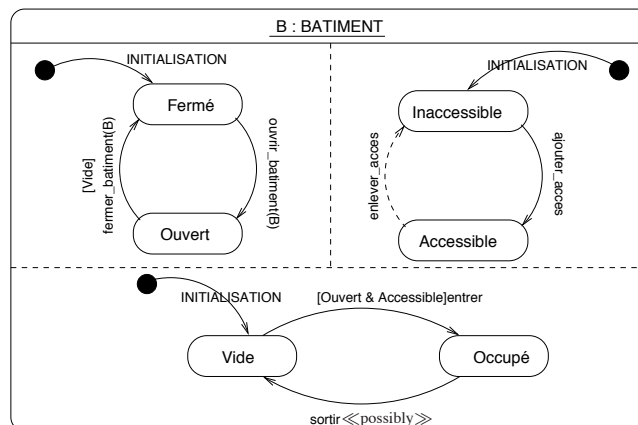 B : BATIMENT
INITIALISATION
Fermé
[Vide]
fermer_batiment(B)
ouvrir_batiment(B)
Ouvert
INITIALISATION
Inaccessible
enlever_acces
ajouter_acces
Accessible
INITIALISATION
[Ouvert & Accessible]entrer
Vide
Occupé
sortir ≪possibly≫